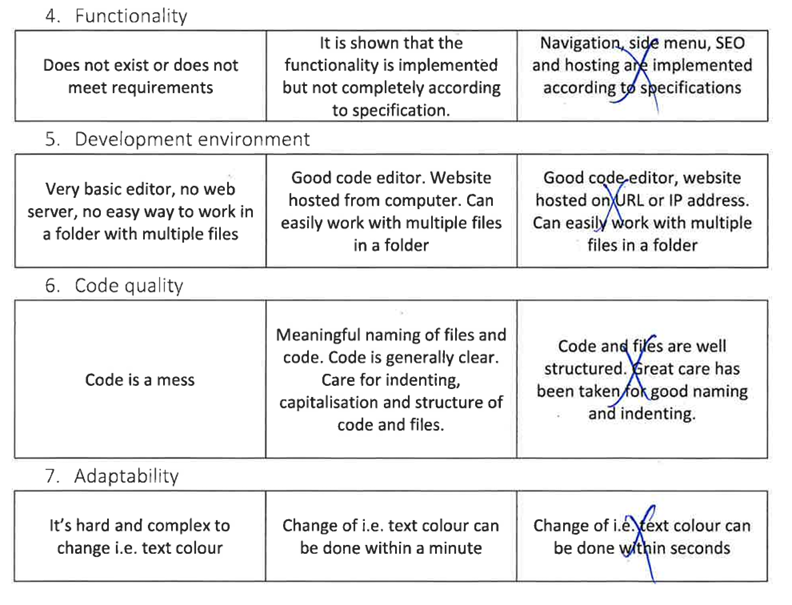 4. Functionality
Does not exist or does not
meet requirements
It is shown that the
functionality is implemented
but not completely according
to specification.
Navigation, side menu, SEO
and hosting are implemented
according to specifications
5. Development environment
Very basic editor, no web
server, no easy way to work in
a folder with multiple files
Good code editor. Website
hosted from computer. Can
easily work with multiple files
in a folder
Good code editor, website
hosted on URL or IP address.
Can easily work with multiple
files in a folder
6. Code quality
Code is a mess
Meaningful naming of files and
code. Code is generally clear.
Care for indenting,
capitalisation and structure of
code and files.
Code and files are well
structured. Great care has
been taken for good naming
and indenting.
7. Adaptability
It's hard and complex to
change i.e. text colour
Change of i.e. text colour can
be done within a minute
Change of i.e. text colour can
be done within seconds